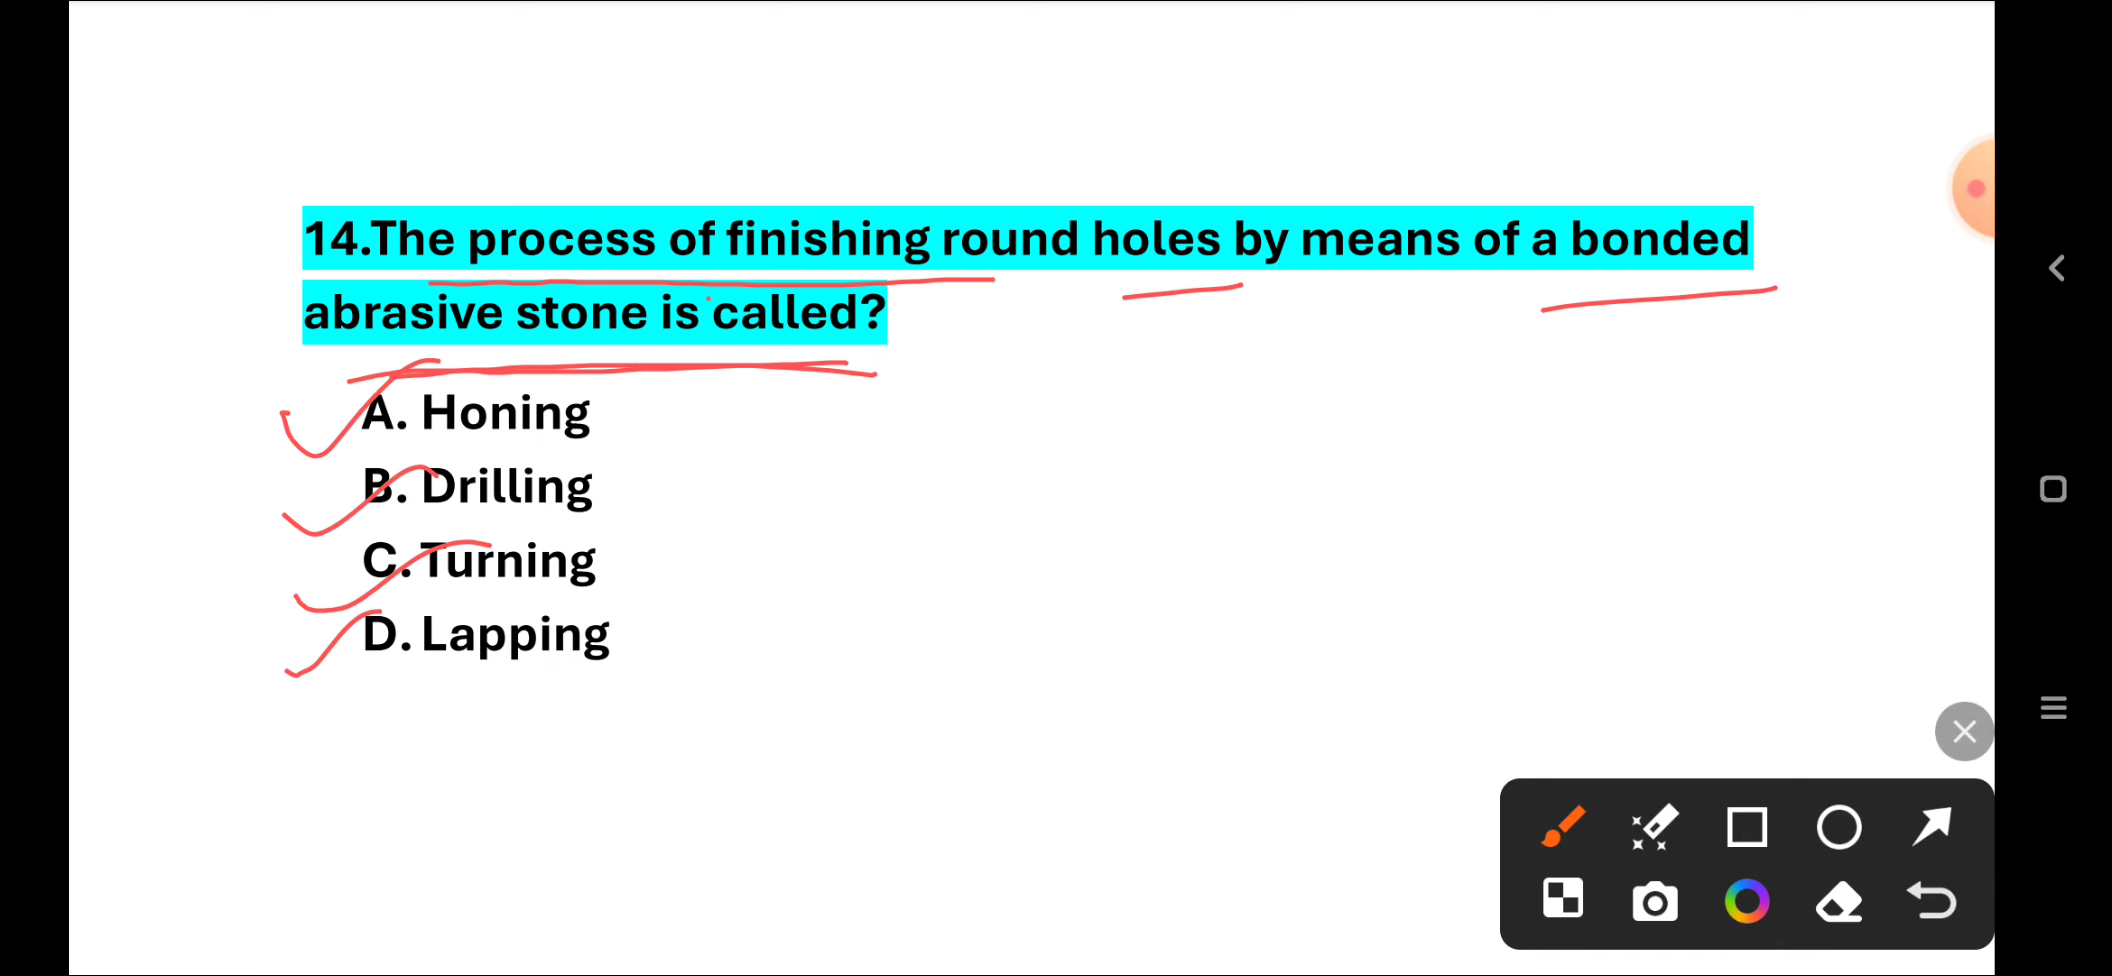 14.The process of finishing round holes by means of a bonded
abrasive stone is called?
A. Honing
B. Drilling
C. Turning
D. Lapping